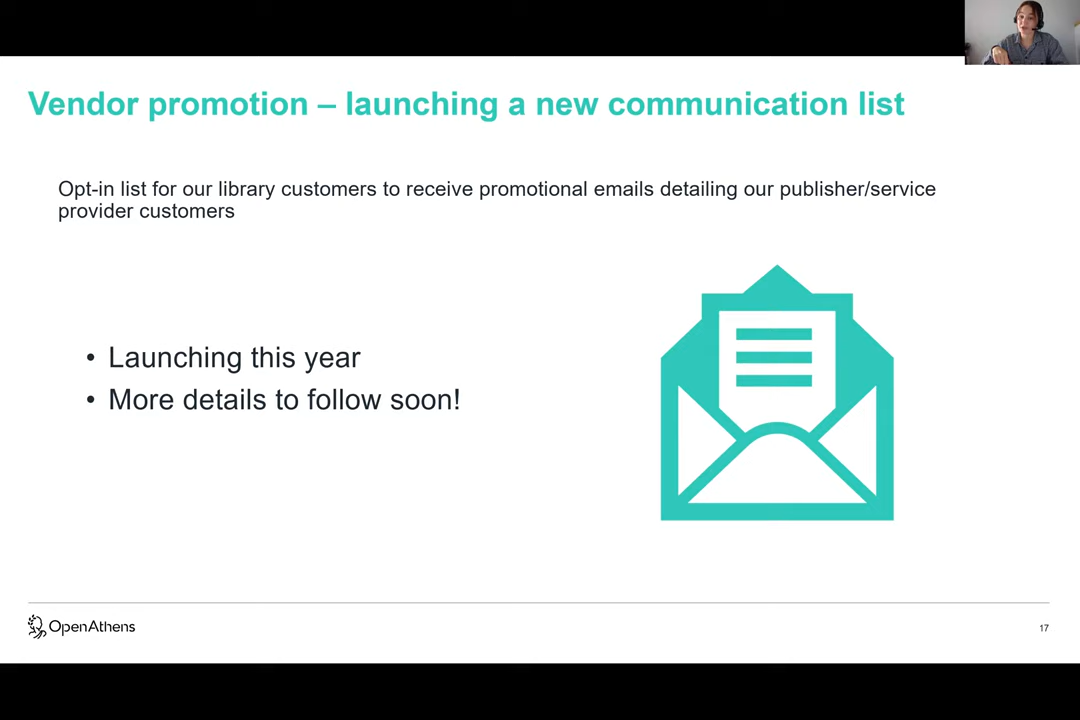 Vendor promotion – launching a new communication list
Opt-in list for our library customers to receive promotional emails detailing our publisher/service
provider customers
• Launching this year
• More details to follow soon!
OpenAthens
17